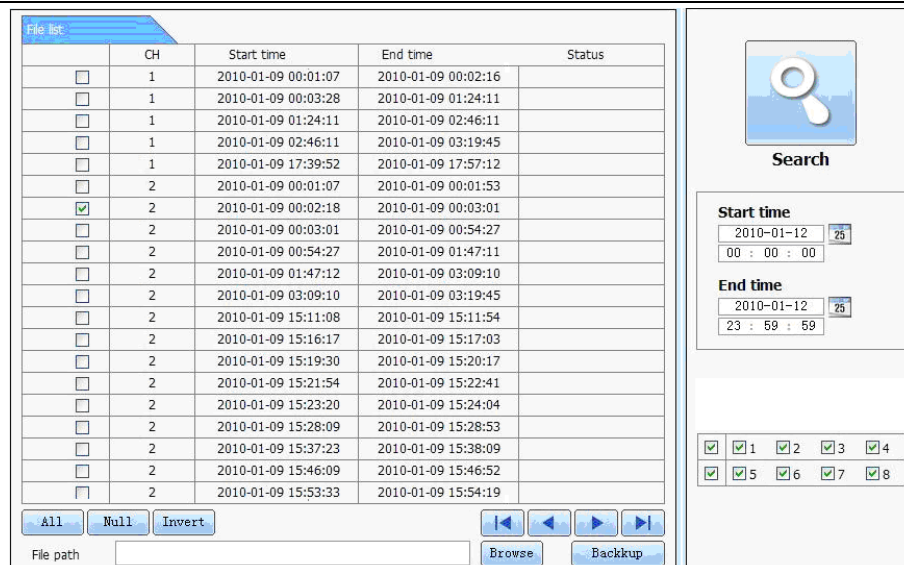 File list
CH Start time End time Status
1 2010-01-09 00:01:07 2010-01-09 00:02:16
1 2010-01-09 00:03:28 2010-01-09 01:24:11
1 2010-01-09 01:24:11 2010-01-09 02:46:11
1 2010-01-09 02:46:11 2010-01-09 03:19:45
1 2010-01-09 17:39:52 2010-01-09 17:57:12
2 2010-01-09 00:01:07 2010-01-09 00:01:53
2 2010-01-09 00:02:18 2010-01-09 00:03:01
2 2010-01-09 00:03:01 2010-01-09 00:54:27
2 2010-01-09 00:54:27 2010-01-09 01:47:11
2 2010-01-09 01:47:12 2010-01-09 03:09:10
2 2010-01-09 03:09:10 2010-01-09 03:19:45
2 2010-01-09 15:11:08 2010-01-09 15:11:54
2 2010-01-09 15:16:17 2010-01-09 15:17:03
2 2010-01-09 15:19:30 2010-01-09 15:20:17
2 2010-01-09 15:21:54 2010-01-09 15:22:41
2 2010-01-09 15:23:20 2010-01-09 15:24:04
2 2010-01-09 15:28:09 2010-01-09 15:28:53
2 2010-01-09 15:37:23 2010-01-09 15:38:09
2 2010-01-09 15:46:09 2010-01-09 15:46:52
2 2010-01-09 15:53:33 2010-01-09 15:54:19
All Null Invert
File path Browse Backkup
Search
Start time
2010-01-12 25
00 : 00 : 00
End time
2010-01-12 25
23 : 59 : 59
1 2 3 4
5 6 7 8